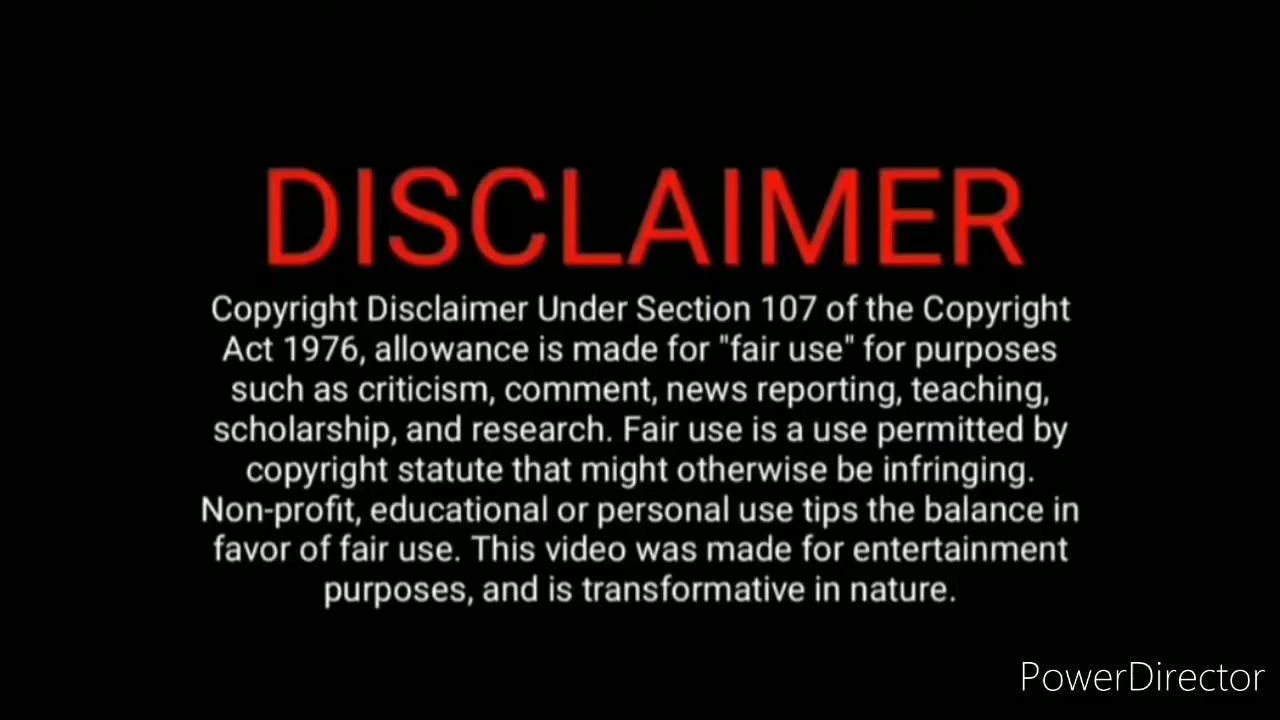 DISCLAIMER
Copyright Disclaimer Under Section 107 of the Copyright
Act 1976, allowance is made for "fair use" for purposes
such as criticism, comment, news reporting, teaching,
scholarship, and research. Fair use is a use permitted by
copyright statute that might otherwise be infringing.
Non-profit, educational or personal use tips the balance in
favor of fair use. This video was made for entertainment
purposes, and is transformative in nature.
PowerDirector